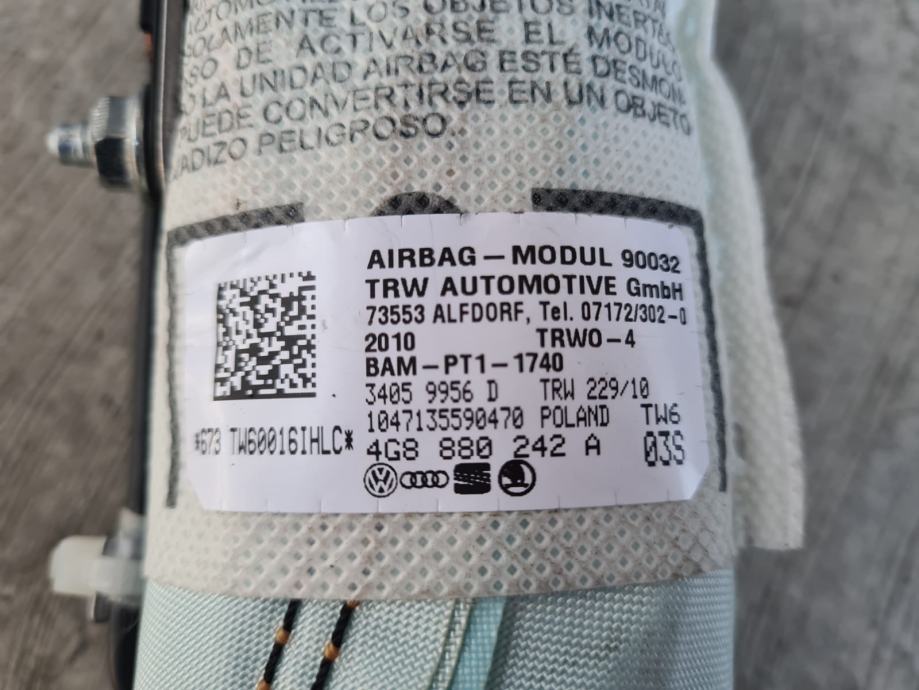 SOLAMENTE LOS OBJETOS INERTES
DE ACTIVARSE EL MODULO
LA UNIDAD AIRBAG ESTÉ DESMON-
PUEDE CONVERTIRSE EN UN OBJETO
PELIGROSO.
AIRBAG – MODUL 90032
TRW AUTOMOTIVE GmbH
73553 ALFDORF, Tel. 07172/302-0
2010 TRWO-4
BAM-PT1-1740
3405 9956 D TRW 229/10
1047135590470 POLAND TW6
*673 TW60016IHLC* 4G8 880 242 A 03S